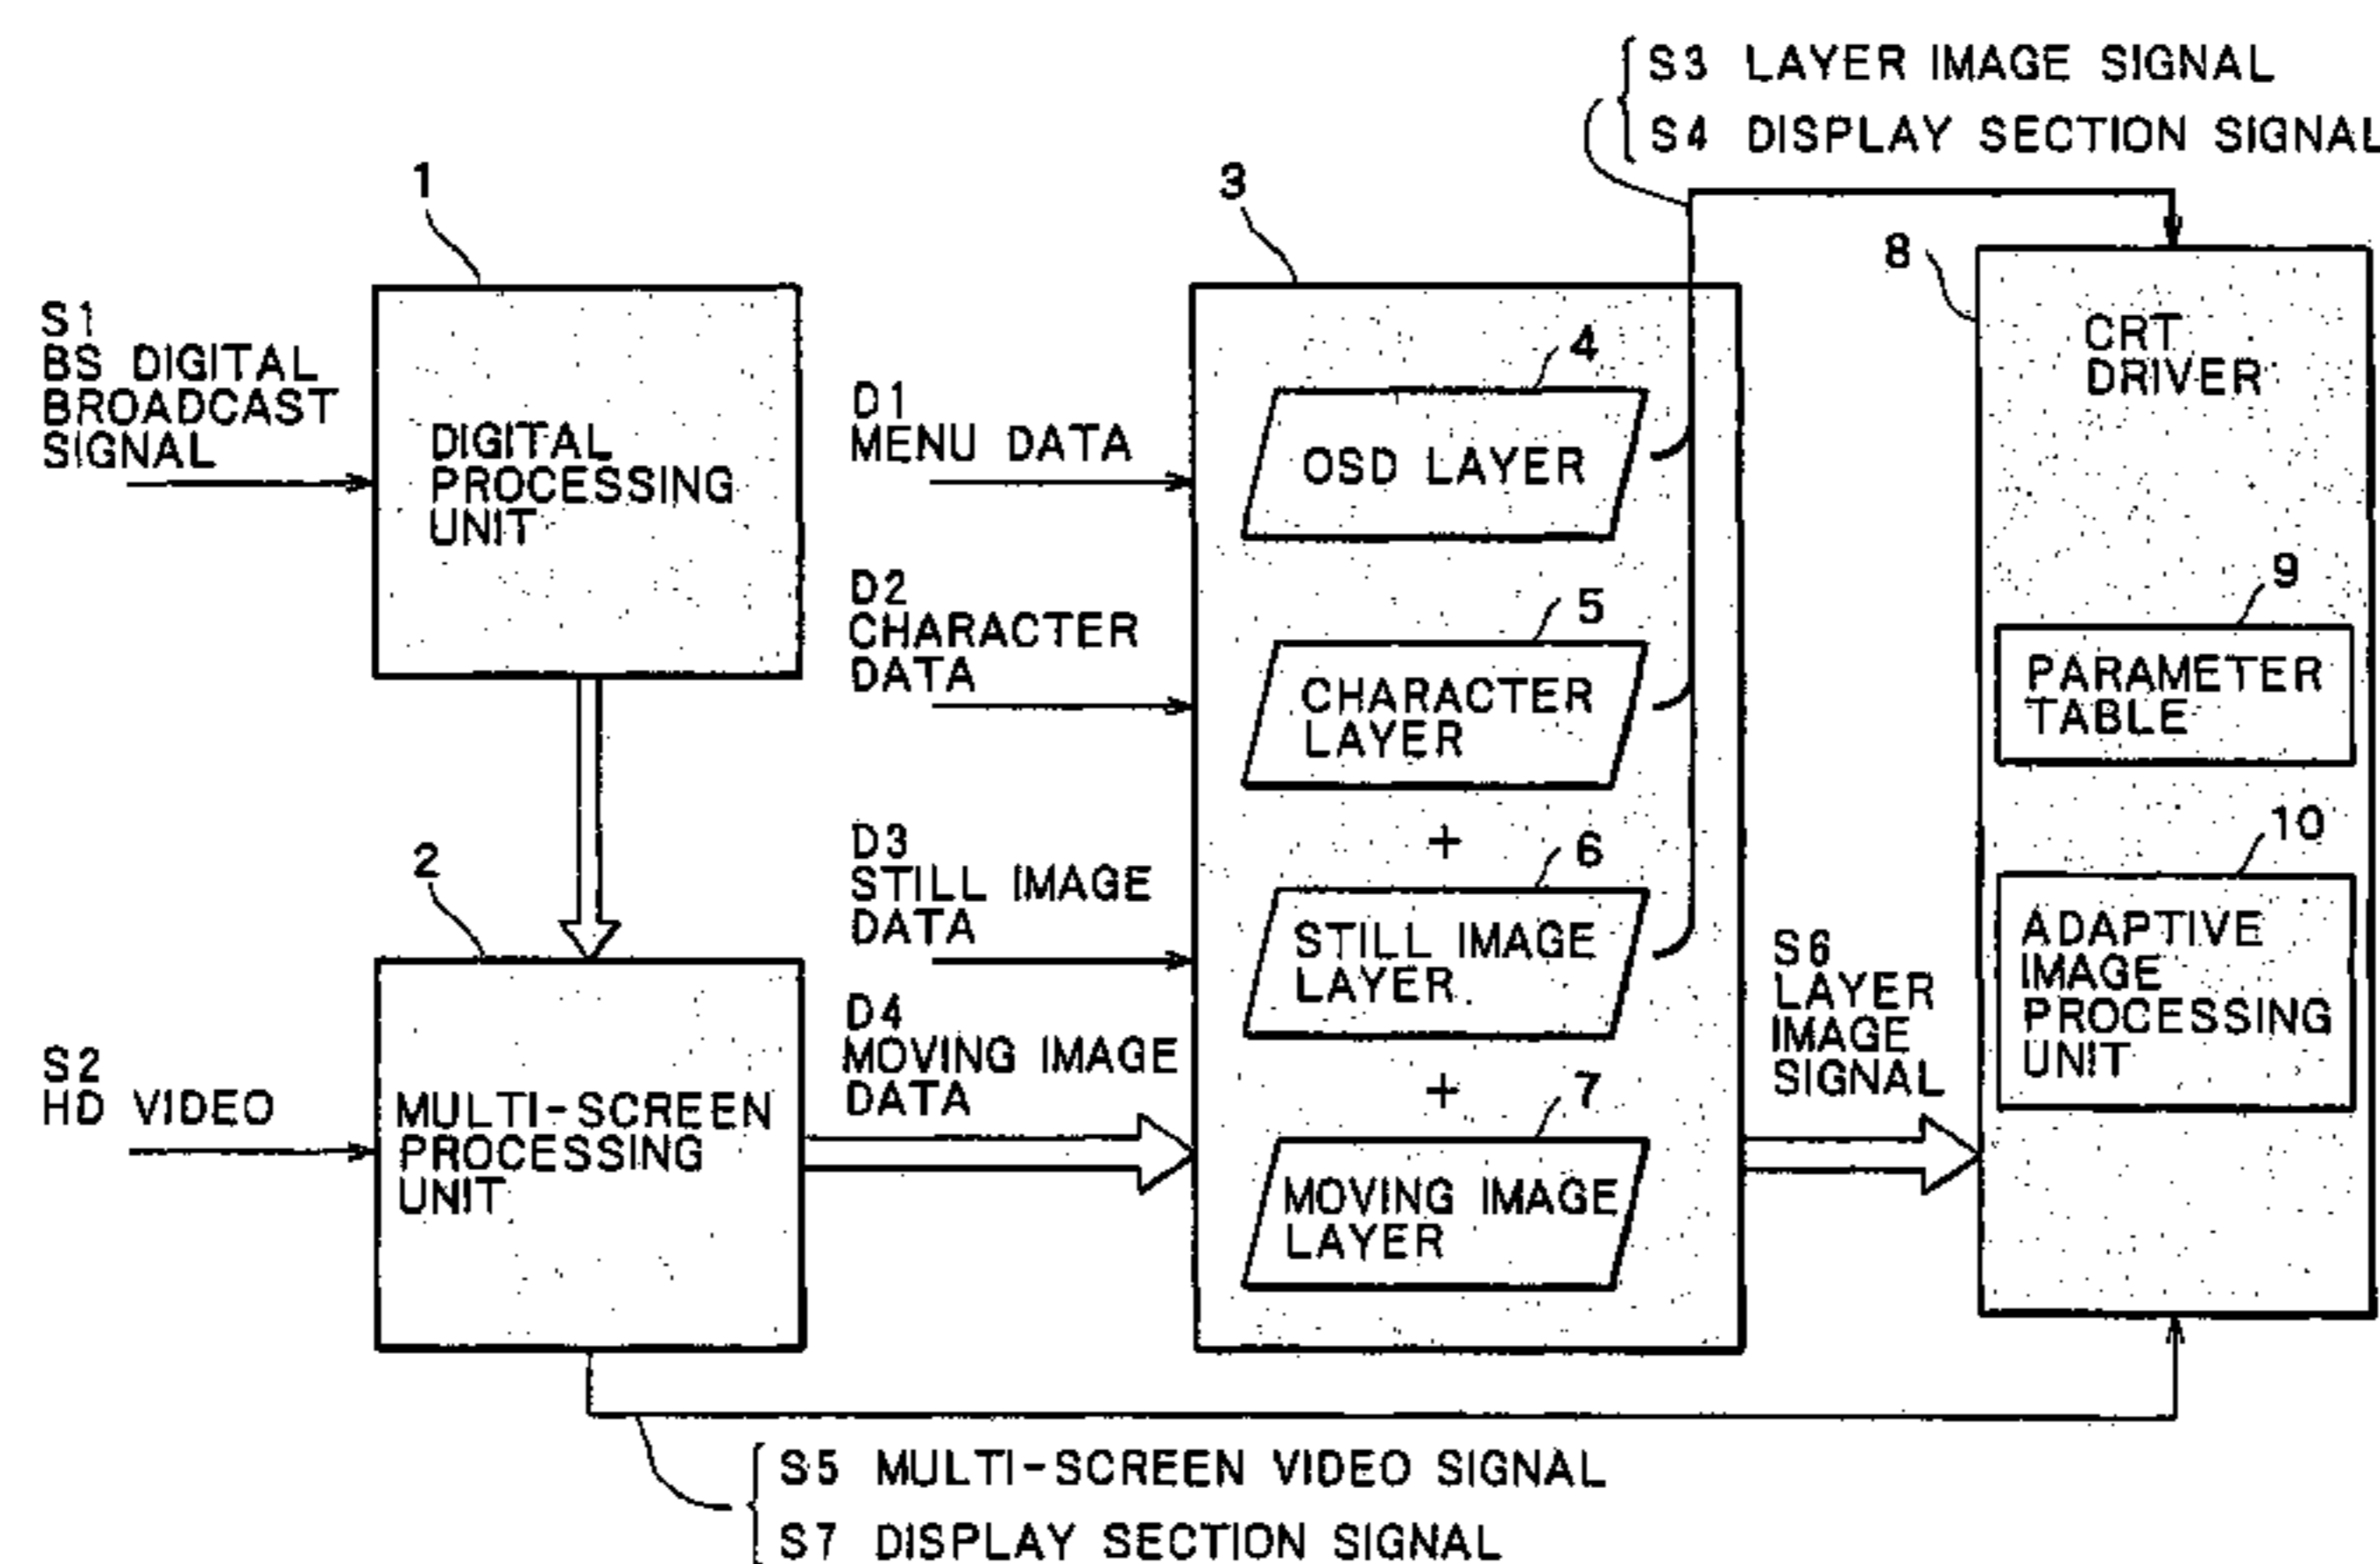 S3 LAYER IMAGE SIGNAL
S4 DISPLAY SECTION SIGNAL
1
3
8
S1
BS DIGITAL
BROADCAST
SIGNAL
DIGITAL
PROCESSING
UNIT
D1
MENU DATA
4
OSD LAYER
CRT
DRIVER
D2
CHARACTER
DATA
5
CHARACTER
LAYER
9
PARAMETER
TABLE
+
2
D3
STILL IMAGE
DATA
6
STILL IMAGE
LAYER
10
ADAPTIVE
IMAGE
PROCESSING
UNIT
S2
HD VIDEO
MULTI-SCREEN
PROCESSING
UNIT
D4
MOVING IMAGE
DATA
+
7
MOVING IMAGE
LAYER
S6
LAYER
IMAGE
SIGNAL
S5 MULTI-SCREEN VIDEO SIGNAL
S7 DISPLAY SECTION SIGNAL